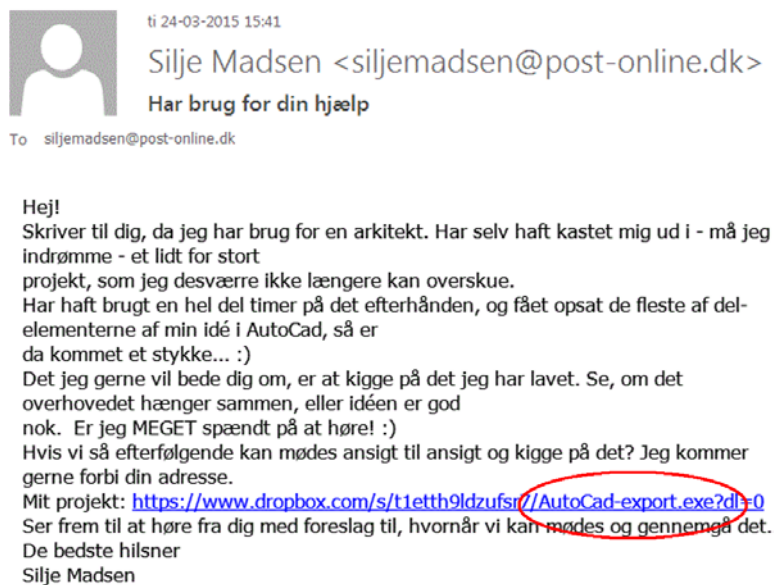 ti 24-03-2015 15:41
Silje Madsen <siljemadsen@post-online.dk>
Har brug for din hjælp
To siljemadsen@post-online.dk
Hej!
Skriver til dig, da jeg har brug for en arkitekt. Har selv haft kastet mig ud i - må jeg
indrømme - et lidt for stort
projekt, som jeg desværre ikke længere kan overskue.
Har haft brugt en hel del timer på det efterhånden, og fået opsat de fleste af del-
elementerne af min idé i AutoCad, så er
da kommet et stykke... :)
Det jeg gerne vil bede dig om, er at kigge på det jeg har lavet. Se, om det
overhovedet hænger sammen, eller idéen er god
nok. Er jeg MEGET spændt på at høre! :)
Hvis vi så efterfølgende kan mødes ansigt til ansigt og kigge på det? Jeg kommer
gerne forbi din adresse.
Mit projekt: https://www.dropbox.com/s/t1etth9ldzufsr7//AutoCad-export.exe?dl=0
Ser frem til at høre fra dig med foreslag til, hvornår vi kan mødes og gennemgå det.
De bedste hilsner
Silje Madsen